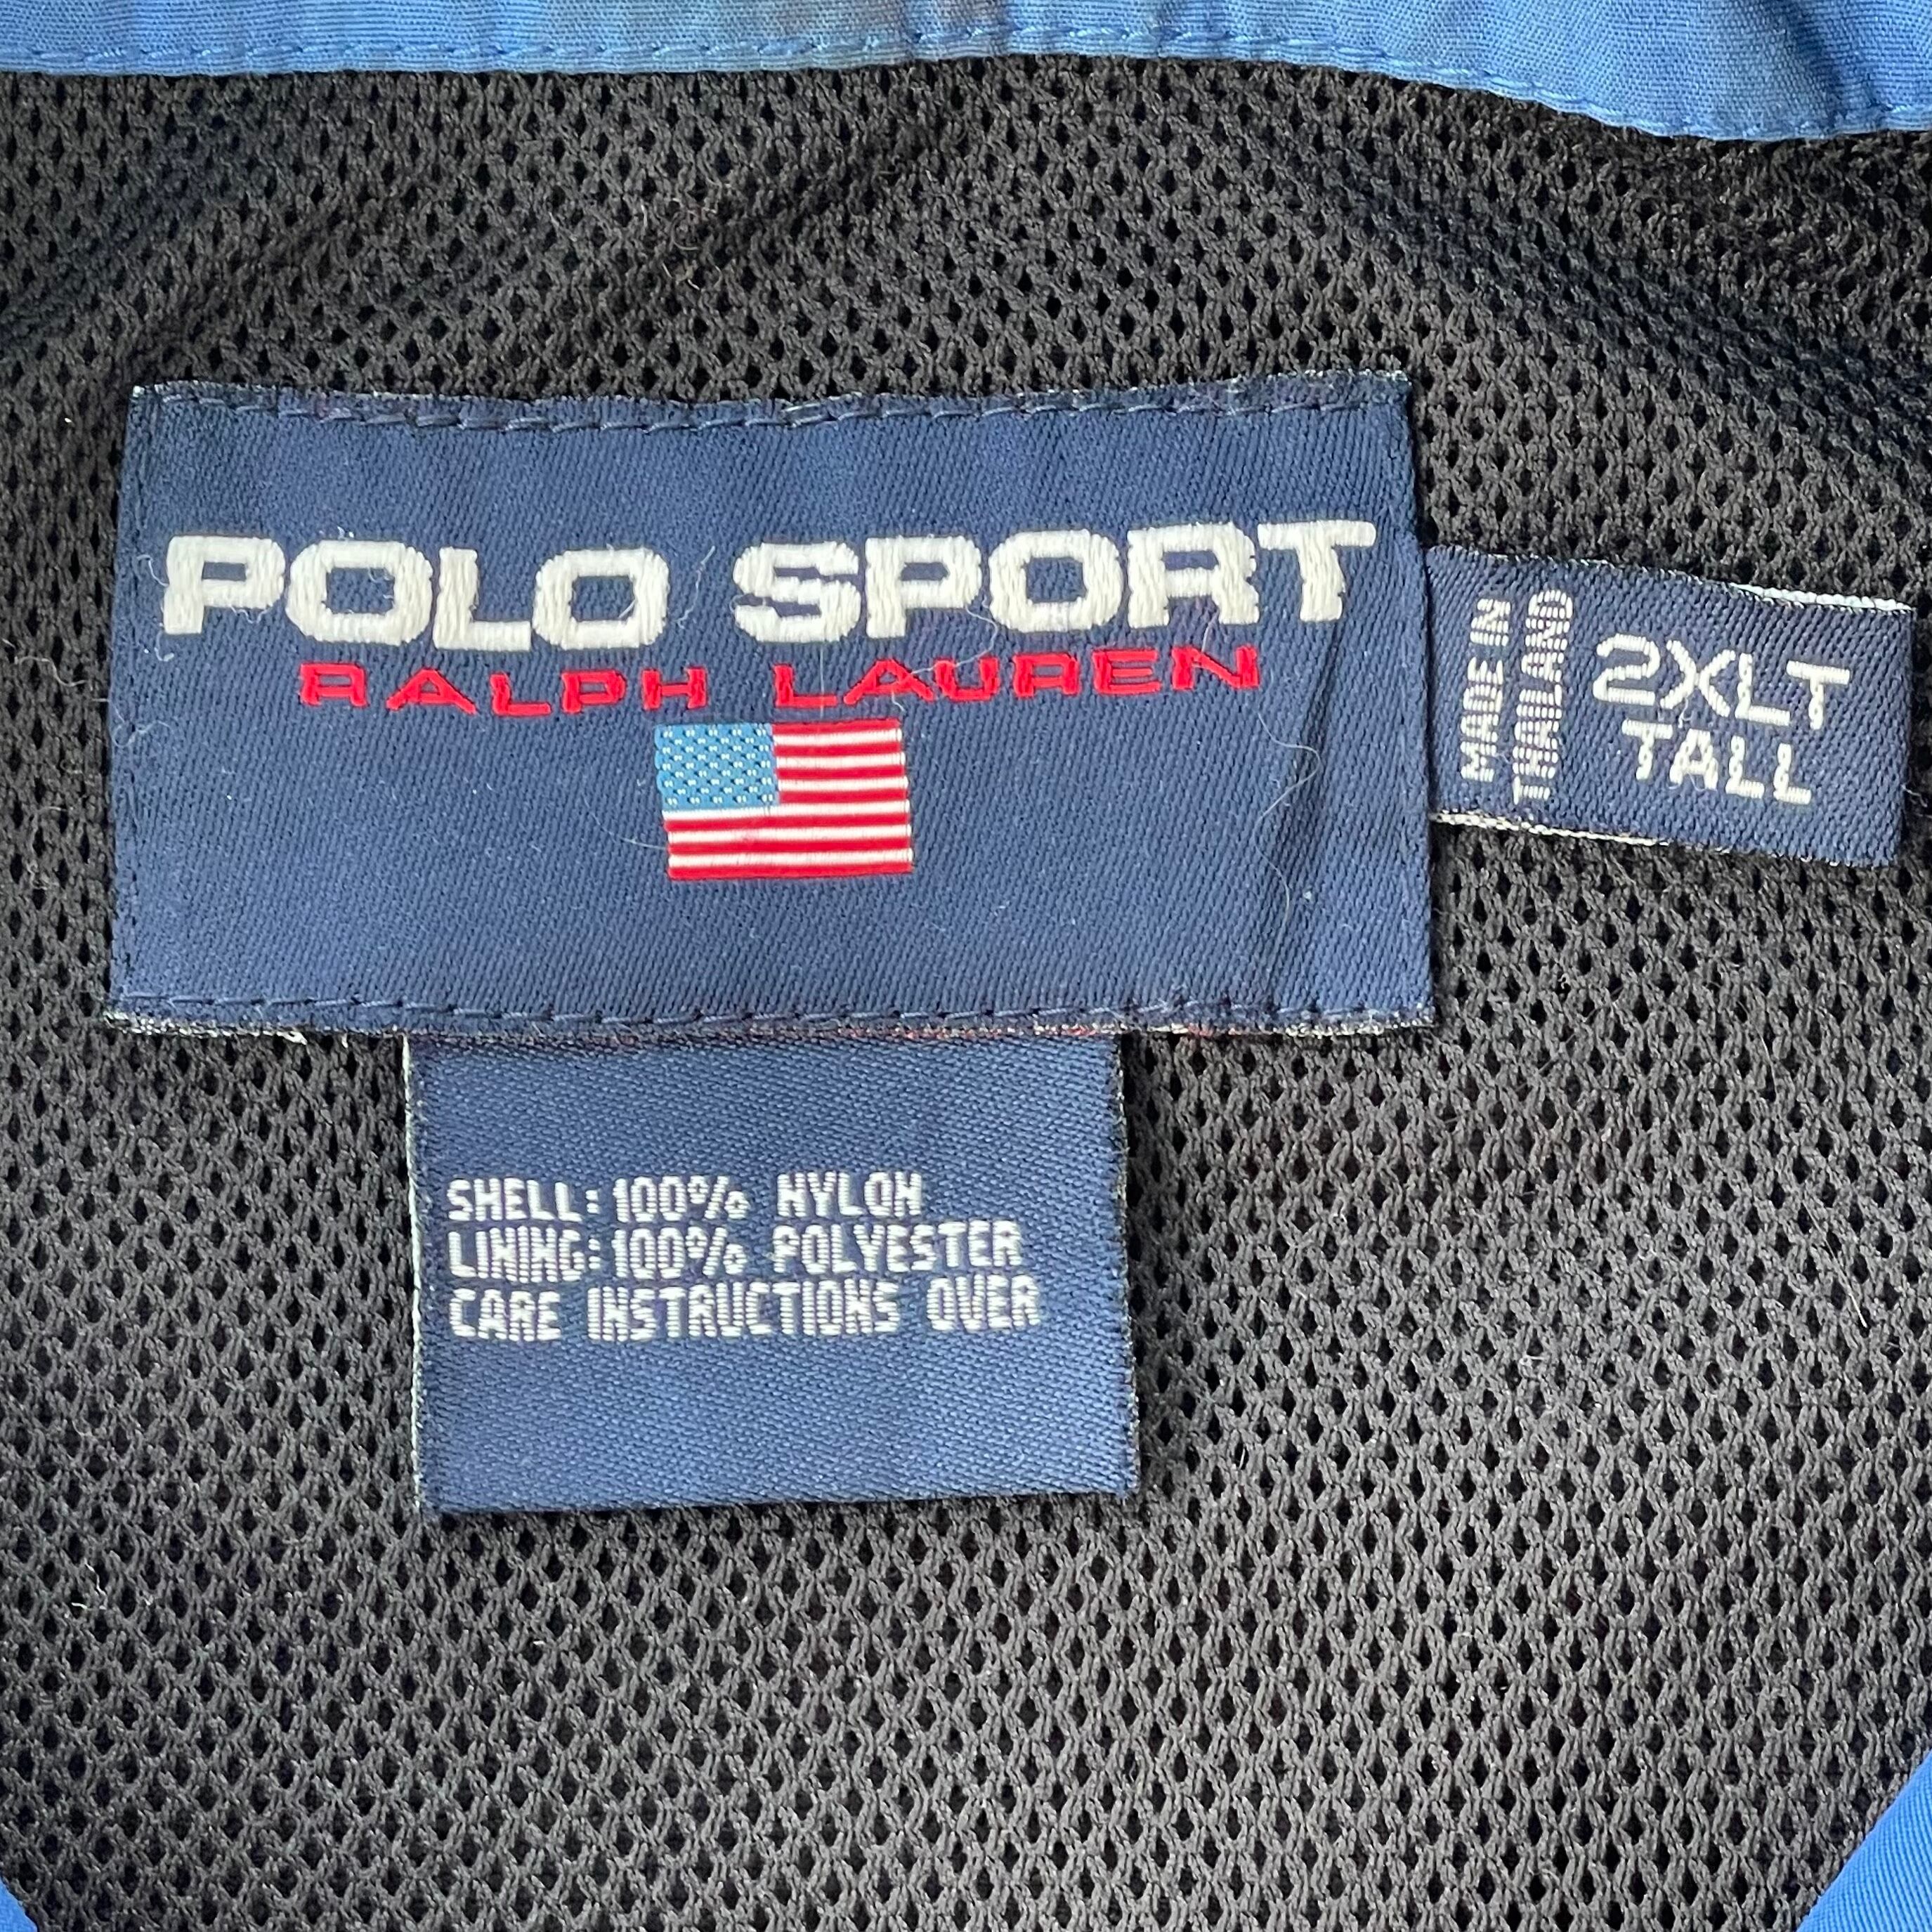 POLO SPORT
RALPH LAUREN
MADE IN
THAILAND
2XLT
TALL
SHELL: 100% NYLON
LINING: 100% POLYESTER
CARE INSTRUCTIONS OVER